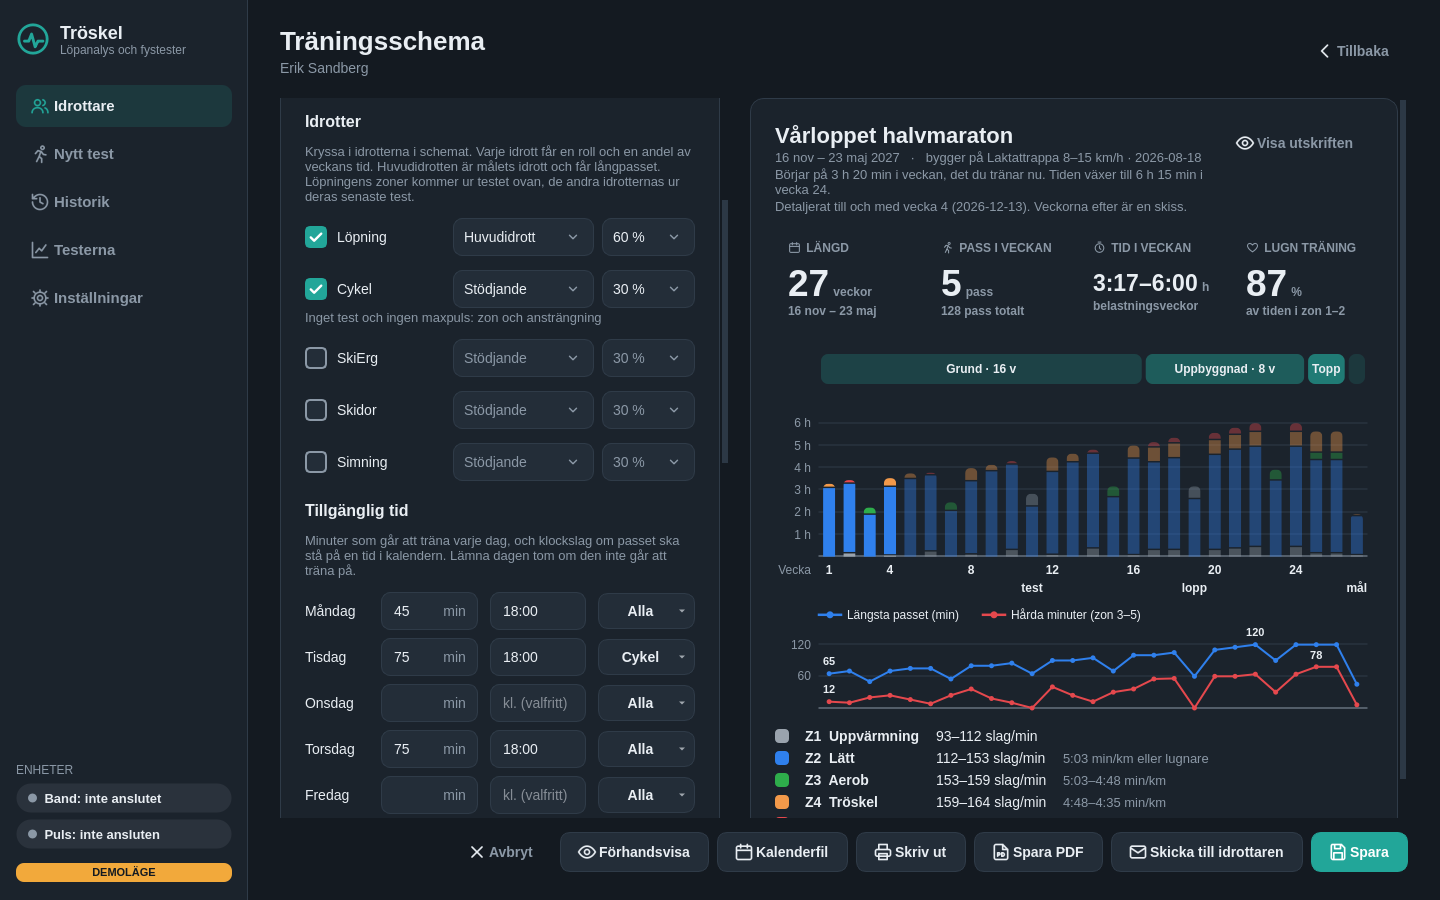 Tröskel
Löpanalys och fystester
Idrottare
Nytt test
Historik
Testerna
Inställningar
ENHETER
Band: inte anslutet
Puls: inte ansluten
DEMOLÄGE
Träningsschema
Erik Sandberg
Tillbaka
Idrotter
Kryssa i idrotterna i schemat. Varje idrott får en roll och en andel av
veckans tid. Huvudidrotten är målets idrott och får långpasset.
Löpningens zoner kommer ur testet ovan, de andra idrotternas ur
deras senaste test.
Löpning Huvudidrott 60 %
Cykel Stödjande 30 %
Inget test och ingen maxpuls: zon och ansträngning
SkiErg Stödjande 30 %
Skidor Stödjande 30 %
Simning Stödjande 30 %
Tillgänglig tid
Minuter som går att träna varje dag, och klockslag om passet ska
stå på en tid i kalendern. Lämna dagen tom om den inte går att
träna på.
Måndag 45 min 18:00 Alla
Tisdag 75 min 18:00 Cykel
Onsdag min kl. (valfritt) Alla
Torsdag 75 min 18:00 Alla
Fredag min kl. (valfritt) Alla
Vårloppet halvmaraton
Visa utskriften
16 nov – 23 maj 2027 · bygger på Laktattrappa 8–15 km/h · 2026-08-18
Börjar på 3 h 20 min i veckan, det du tränar nu. Tiden växer till 6 h 15 min i
vecka 24.
Detaljerat till och med vecka 4 (2026-12-13). Veckorna efter är en skiss.
LÄNGD PASS I VECKAN TID I VECKAN LUGN TRÄNING
27 veckor 5 pass 3:17–6:00 h 87 %
16 nov – 23 maj 128 pass totalt belastningsveckor av tiden i zon 1–2
Grund · 16 v Uppbyggnad · 8 v Topp
6 h
5 h
4 h
3 h
2 h
1 h
Vecka 1 4 8 12 16 20 24
test lopp mål
Längsta passet (min) Hårda minuter (zon 3–5)
120
120
65
78
60
12
Z1 Uppvärmning 93–112 slag/min
Z2 Lätt 112–153 slag/min 5:03 min/km eller lugnare
Z3 Aerob 153–159 slag/min 5:03–4:48 min/km
Z4 Tröskel 159–164 slag/min 4:48–4:35 min/km
Avbryt Förhandsvisa Kalenderfil Skriv ut Spara PDF Skicka till idrottaren Spara